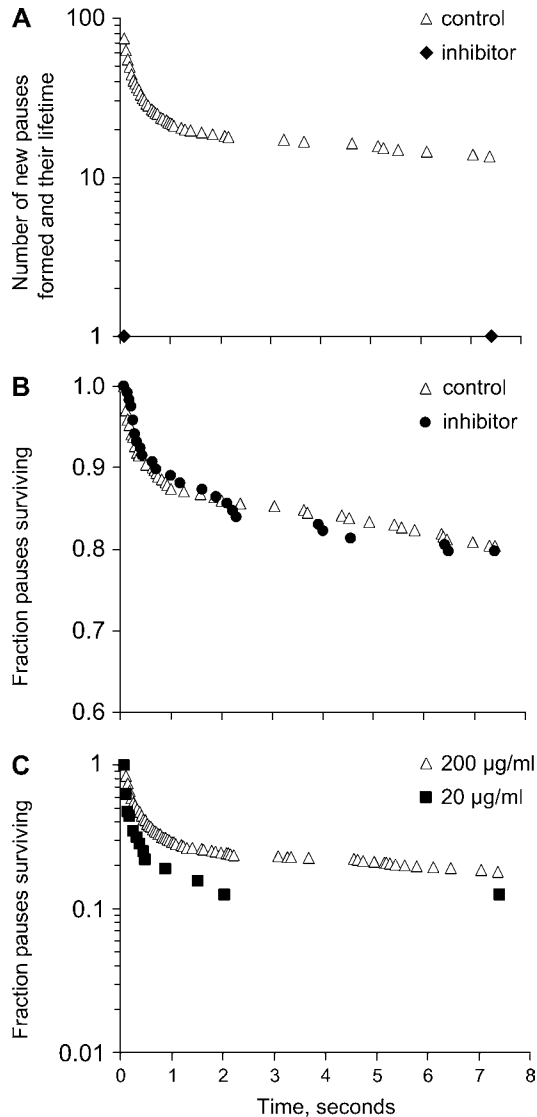 A
Number of new pauses
formed and their lifetime
100
10
1
△ control
◆ inhibitor
B
Fraction pauses surviving
1.0
0.9
0.8
0.7
0.6
△ control
● inhibitor
C
Fraction pauses surviving
1
0.1
0.01
△ 200 µg/ml
■ 20 µg/ml
0 1 2 3 4 5 6 7 8
Time, seconds